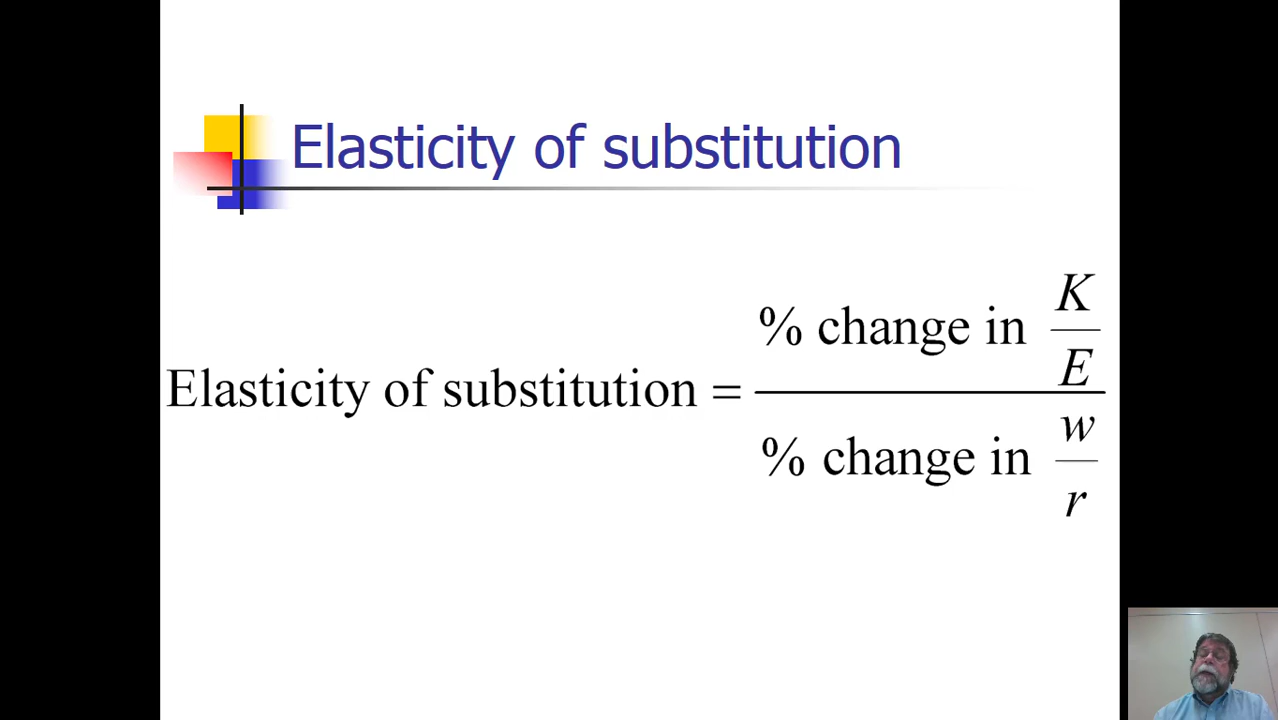 Elasticity of substitution
Elasticity of substitution = % change in K/E / % change in w/r